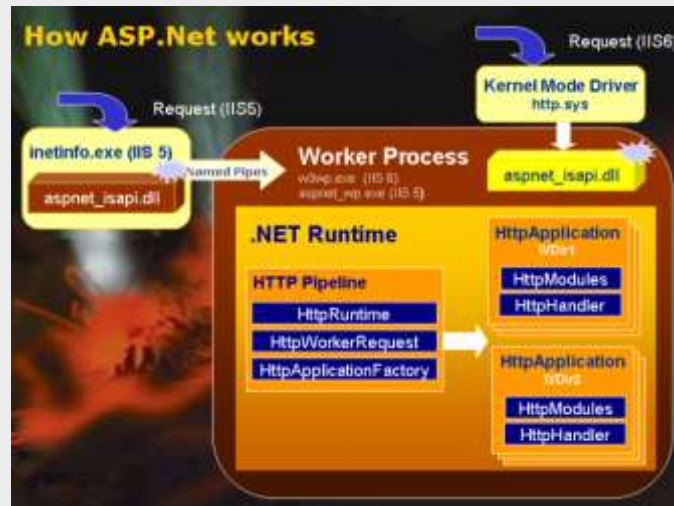 How ASP.Net works
Request (IIS6)
Kernel Mode Driver
http.sys
Request (IIS5)
inetinfo.exe (IIS 5)
aspnet_isapi.dll
Named Pipes
Worker Process
w3wp.exe (IIS 6)
aspnet_wp.exe (IIS 5)
aspnet_isapi.dll
.NET Runtime
HTTP Pipeline
HttpRuntime
HttpWorkerRequest
HttpApplicationFactory
HttpApplication
HttpModules
HttpHandler
HttpApplication
HttpModules
HttpHandler